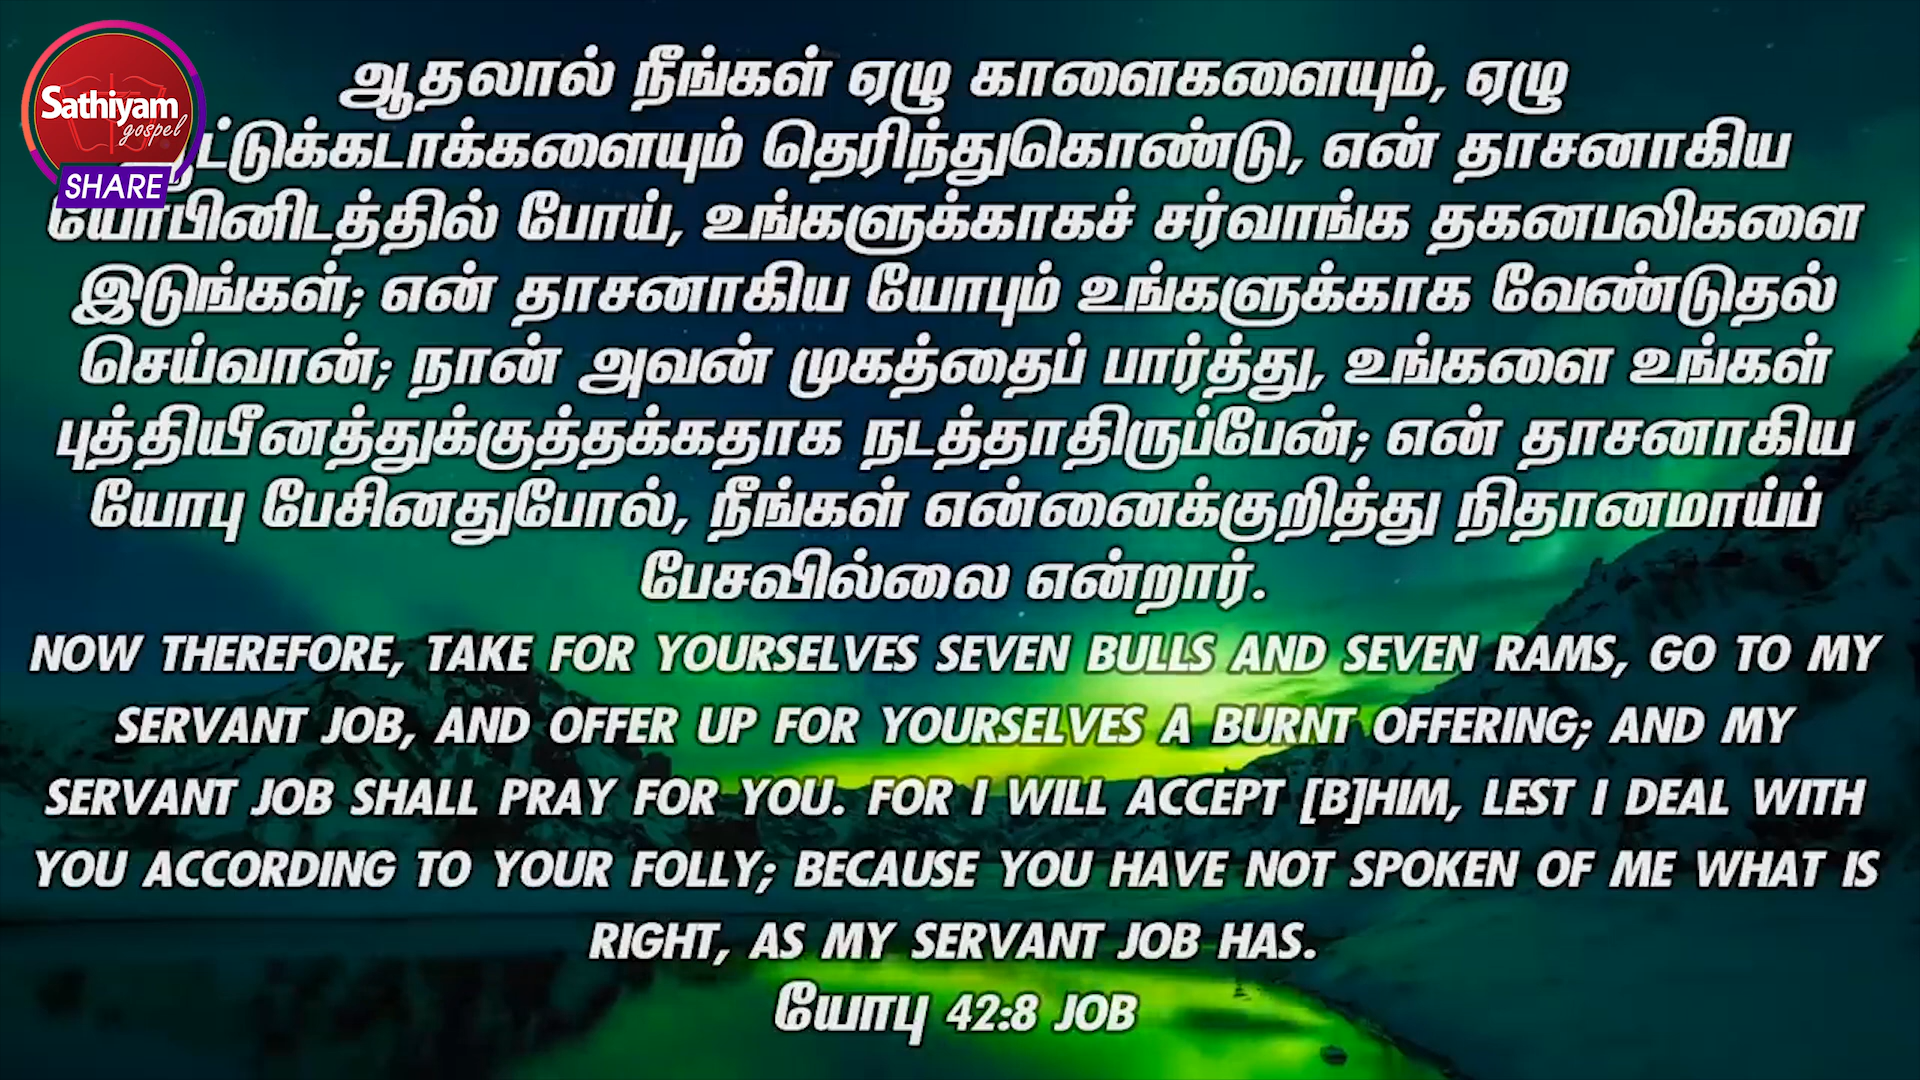 Sathiyam
gospel
SHARE
ஆதலால் நீங்கள் ஏழு காளைகளையும், ஏழு
தெரிந்துகொண்டு, என் தாசனாகிய
யோபினிடத்தில் போய், உங்களுக்காகச் சர்வாங்க தகனபலிகளை
இடுங்கள்; என் தாசனாகிய யோபும் உங்களுக்காக வேண்டுதல்
செய்வான்; நான் அவன் முகத்தைப் பார்த்து, உங்களை உங்கள்
புத்தியீனத்துக்குத்தக்கதாக நடத்தாதிருப்பேன்; என் தாசனாகிய
யோபு பேசினதுபோல், நீங்கள் என்னைக்குறித்து நிதானமாய்ப்
பேசவில்லை என்றார்.
NOW THEREFORE, TAKE FOR YOURSELVES SEVEN BULLS AND SEVEN RAMS, GO TO MY
SERVANT JOB, AND OFFER UP FOR YOURSELVES A BURNT OFFERING; AND MY
SERVANT JOB SHALL PRAY FOR YOU. FOR I WILL ACCEPT [B]HIM, LEST I DEAL WITH
YOU ACCORDING TO YOUR FOLLY; BECAUSE YOU HAVE NOT SPOKEN OF ME WHAT IS
RIGHT, AS MY SERVANT JOB HAS.
யோபு 42:8 JOB